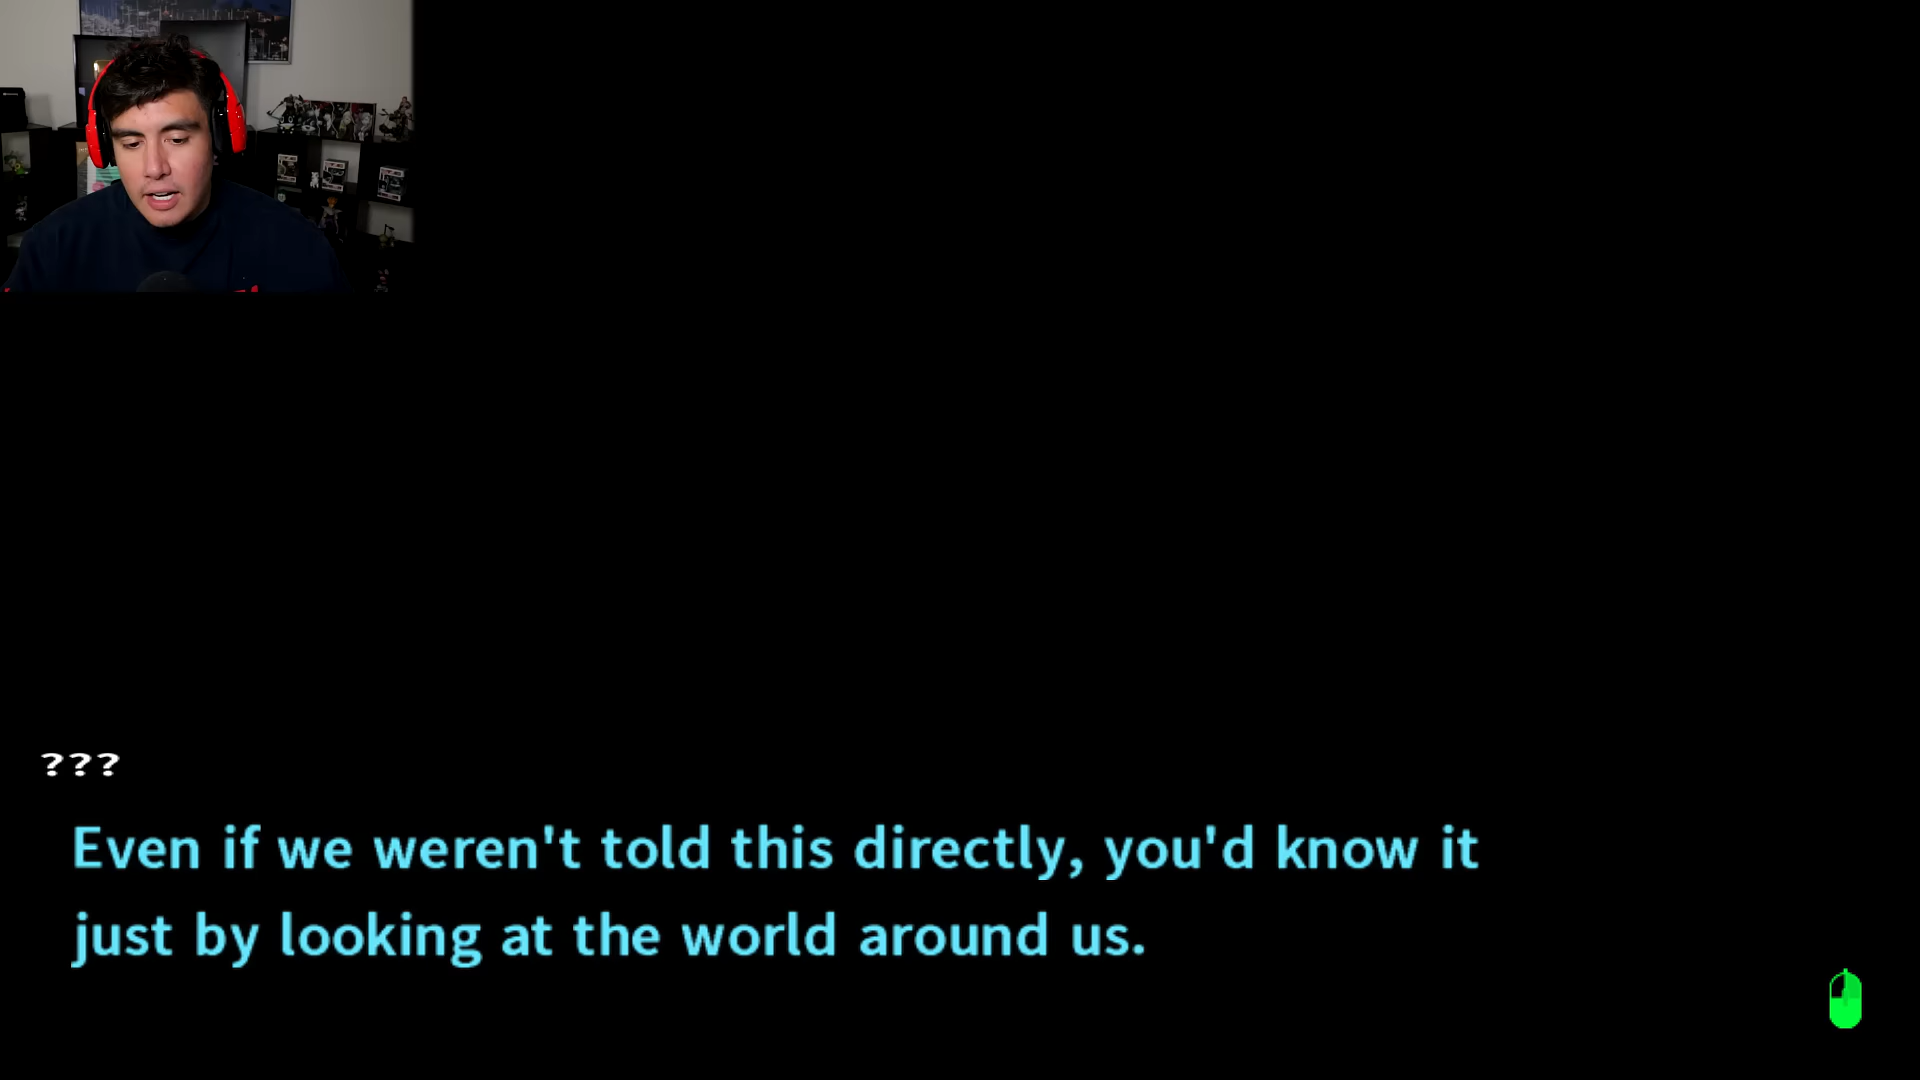 ???
Even if we weren't told this directly, you'd know it
just by looking at the world around us.